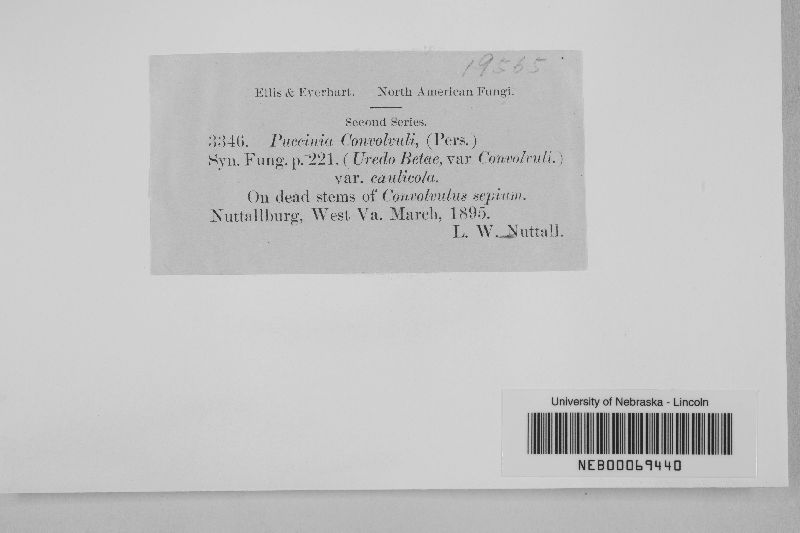 19565
Ellis & Everhart. North American Fungi.
Second Series.
3346. Puccinia Convolvuli, (Pers.)
Syn. Fung. p. 221. (Uredo Betae, var Convolvuli.)
var. caulicola.
On dead stems of Convolvulus sepium.
Nuttallburg, West Va. March, 1895.
L. W. Nuttall.
University of Nebraska - Lincoln
NEB00069440